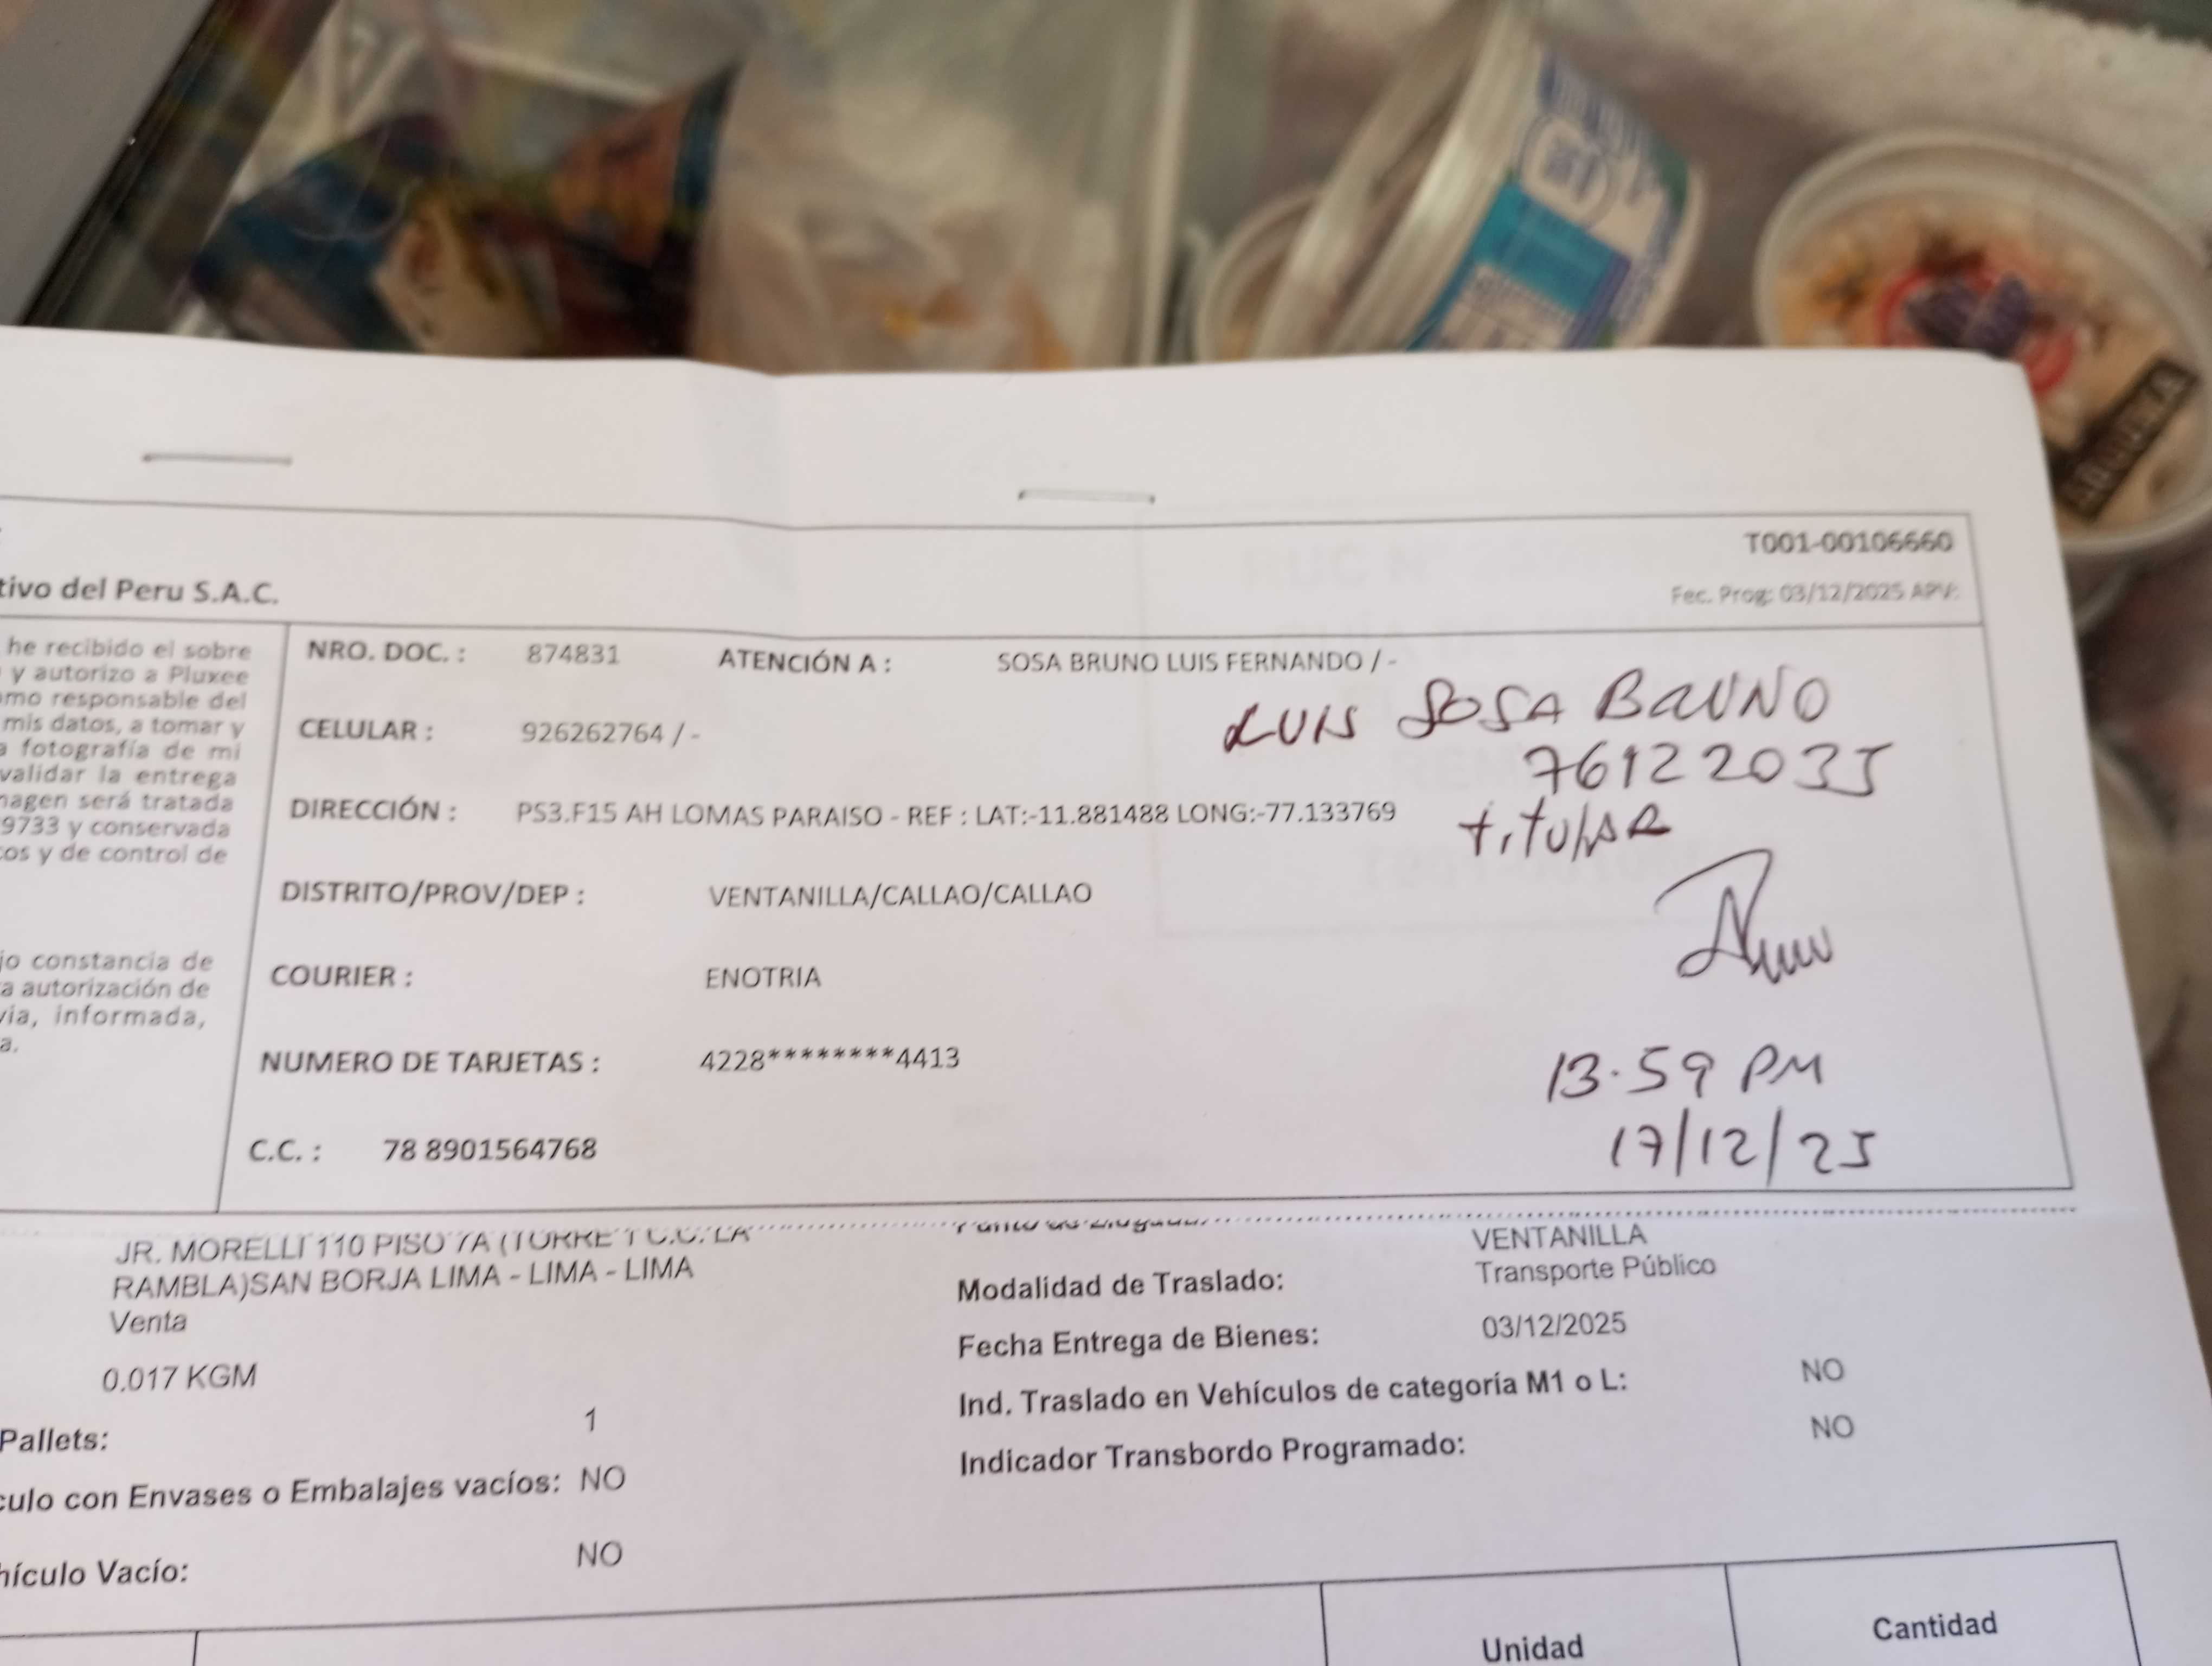 T001-00106660
tivo del Peru S.A.C.
Fec. Prog: 03/12/2025 APV:
he recibido el sobre
y autorizo a Pluxee
mo responsable del
mis datos, a tomar y
a fotografía de mi
validar la entrega
nagen será tratada
9733 y conservada
cos y de control de
jo constancia de
a autorización de
via, informada,
a.
NRO. DOC. : 874831 ATENCIÓN A : SOSA BRUNO LUIS FERNANDO / -
LUIS SOSA BRUNO
CELULAR : 926262764 / -
76122035
DIRECCIÓN : PS3.F15 AH LOMAS PARAISO - REF : LAT:-11.881488 LONG:-77.133769
titulAR
DISTRITO/PROV/DEP : VENTANILLA/CALLAO/CALLAO
COURIER : ENOTRIA
NUMERO DE TARJETAS : 4228********4413
13.59 PM
C.C. : 78 8901564768
17/12/25
JR. MORELLI 110 PISO 7A (TORRE 1 C.C. LA
RAMBLA)SAN BORJA LIMA - LIMA - LIMA
Venta
0.017 KGM
Pallets: 1
culo con Envases o Embalajes vacíos: NO
hículo Vacío: NO
VENTANILLA
Modalidad de Traslado: Transporte Público
Fecha Entrega de Bienes: 03/12/2025
Ind. Traslado en Vehículos de categoría M1 o L: NO
Indicador Transbordo Programado: NO
Unidad
Cantidad